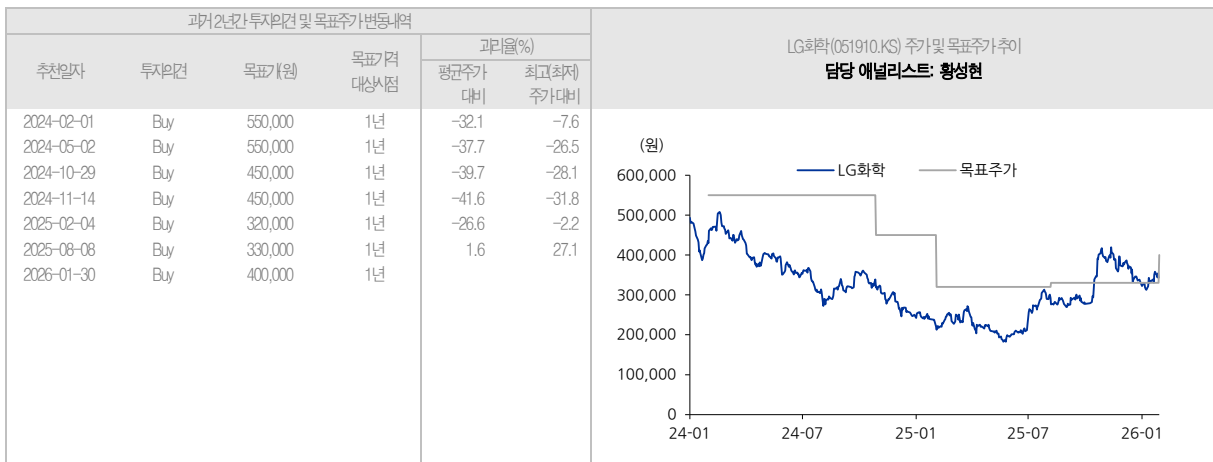 과거 2년간 투자의견 및 목표주가 변동내역
추천일자 투자의견 목표가(원) 목표가격 대상시점 괴리율(%)
평균주가 대비 최고(최저) 주가 대비
2024-02-01 Buy 550,000 1년 -32.1 -7.6
2024-05-02 Buy 550,000 1년 -37.7 -26.5
2024-10-29 Buy 450,000 1년 -39.7 -28.1
2024-11-14 Buy 450,000 1년 -41.6 -31.8
2025-02-04 Buy 320,000 1년 -26.6 -2.2
2025-08-08 Buy 330,000 1년 1.6 27.1
2026-01-30 Buy 400,000 1년
LG화학(051910.KS) 주가 및 목표주가 추이
담당 애널리스트: 황성현
(원)
LG화학 목표주가
600,000
500,000
400,000
300,000
200,000
100,000
0
24-01 24-07 25-01 25-07 26-01